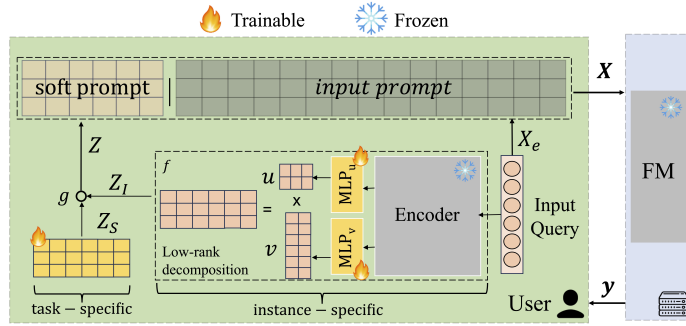 Trainable
Frozen
soft prompt
input prompt
X
Z
X_e
f
u
MLP_u
FM
g
Z_I
=
x
Encoder
Input
Query
Z_S
Low-rank
decomposition
v
MLP_v
task − specific
instance − specific
User
y